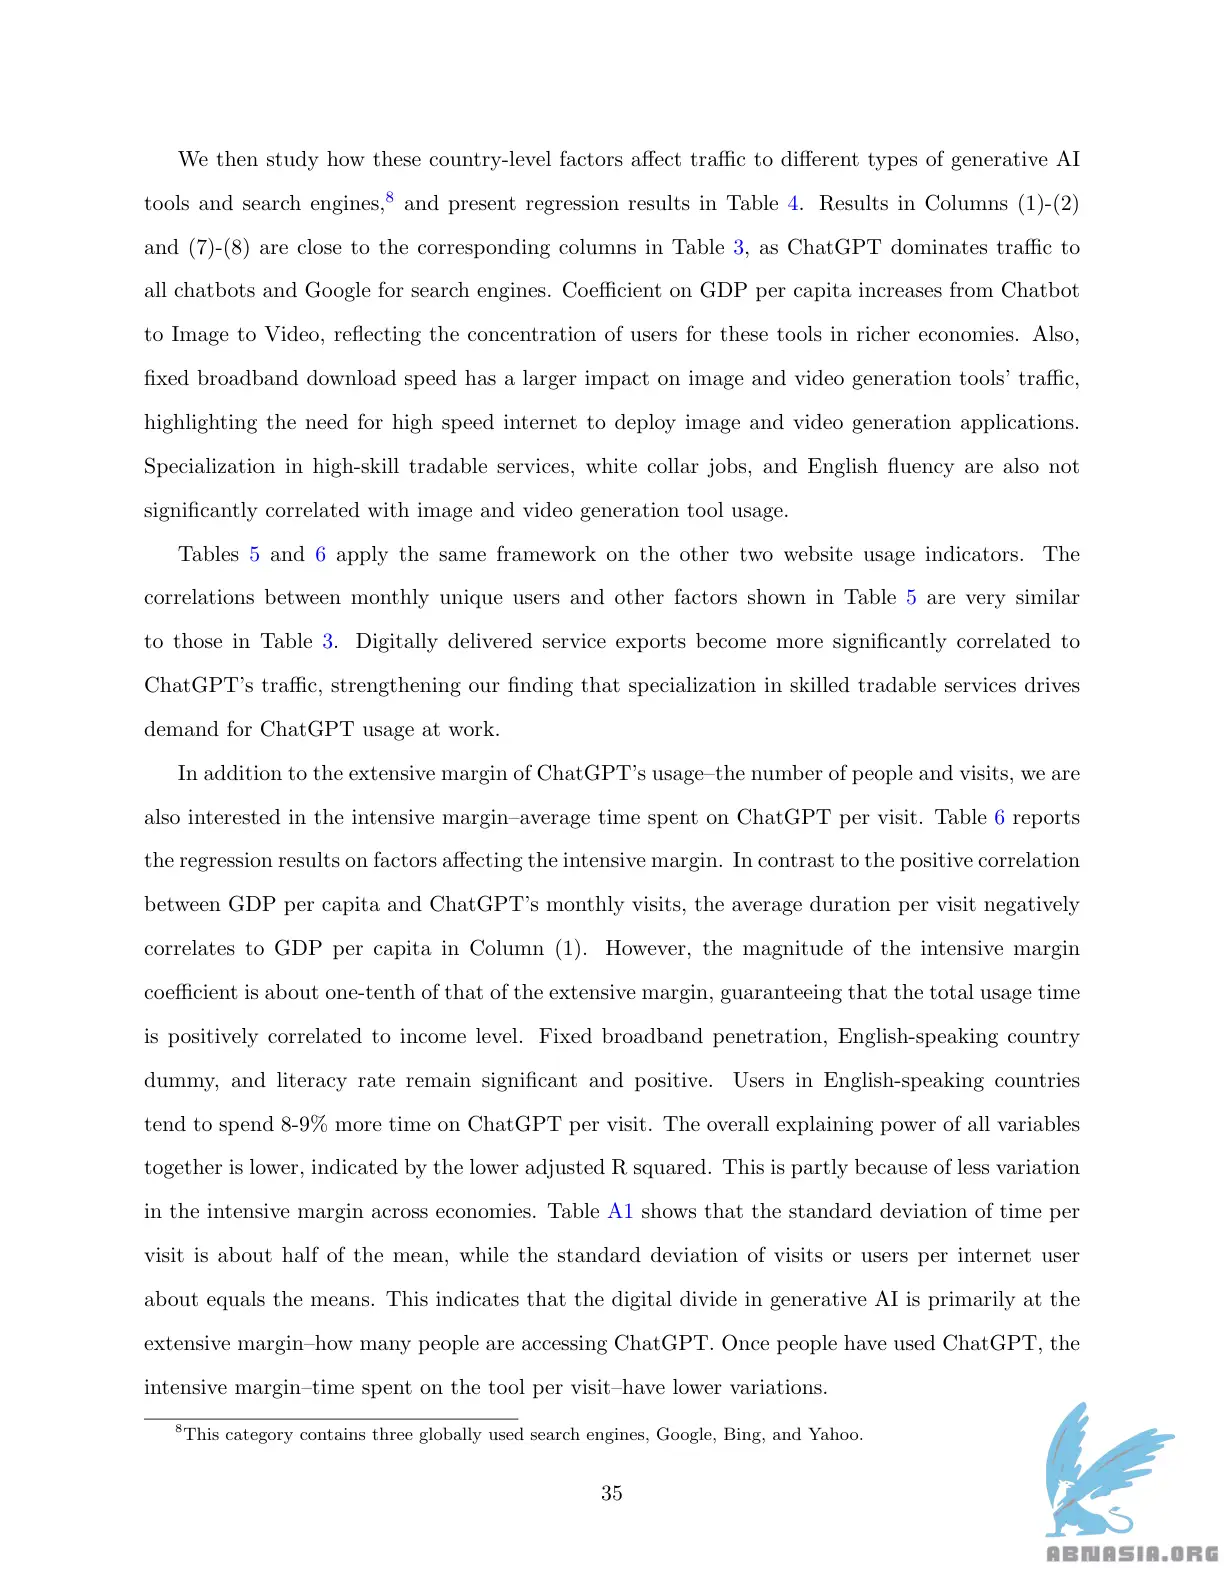 We then study how these country-level factors affect traffic to different types of generative AI
tools and search engines,8 and present regression results in Table 4. Results in Columns (1)-(2)
and (7)-(8) are close to the corresponding columns in Table 3, as ChatGPT dominates traffic to
all chatbots and Google for search engines. Coefficient on GDP per capita increases from Chatbot
to Image to Video, reflecting the concentration of users for these tools in richer economies. Also,
fixed broadband download speed has a larger impact on image and video generation tools' traffic,
highlighting the need for high speed internet to deploy image and video generation applications.
Specialization in high-skill tradable services, white collar jobs, and English fluency are also not
significantly correlated with image and video generation tool usage.
Tables 5 and 6 apply the same framework on the other two website usage indicators. The
correlations between monthly unique users and other factors shown in Table 5 are very similar
to those in Table 3. Digitally delivered service exports become more significantly correlated to
ChatGPT's traffic, strengthening our finding that specialization in skilled tradable services drives
demand for ChatGPT usage at work.
In addition to the extensive margin of ChatGPT's usage–the number of people and visits, we are
also interested in the intensive margin–average time spent on ChatGPT per visit. Table 6 reports
the regression results on factors affecting the intensive margin. In contrast to the positive correlation
between GDP per capita and ChatGPT's monthly visits, the average duration per visit negatively
correlates to GDP per capita in Column (1). However, the magnitude of the intensive margin
coefficient is about one-tenth of that of the extensive margin, guaranteeing that the total usage time
is positively correlated to income level. Fixed broadband penetration, English-speaking country
dummy, and literacy rate remain significant and positive. Users in English-speaking countries
tend to spend 8-9% more time on ChatGPT per visit. The overall explaining power of all variables
together is lower, indicated by the lower adjusted R squared. This is partly because of less variation
in the intensive margin across economies. Table A1 shows that the standard deviation of time per
visit is about half of the mean, while the standard deviation of visits or users per internet user
about equals the means. This indicates that the digital divide in generative AI is primarily at the
extensive margin–how many people are accessing ChatGPT. Once people have used ChatGPT, the
intensive margin–time spent on the tool per visit–have lower variations.
8This category contains three globally used search engines, Google, Bing, and Yahoo.
35
ABNASIA.ORG